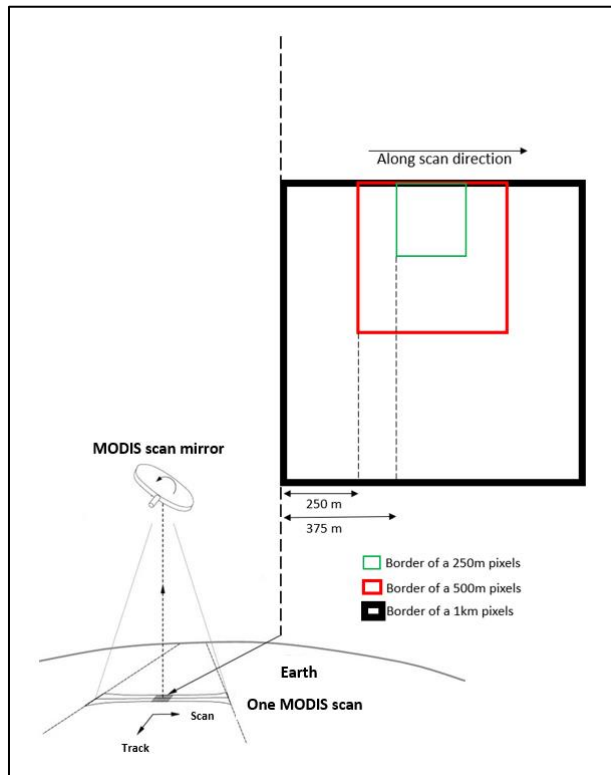 Along scan direction
MODIS scan mirror
250 m
375 m
Border of a 250m pixels
Border of a 500m pixels
Border of a 1km pixels
Earth
One MODIS scan
Scan
Track